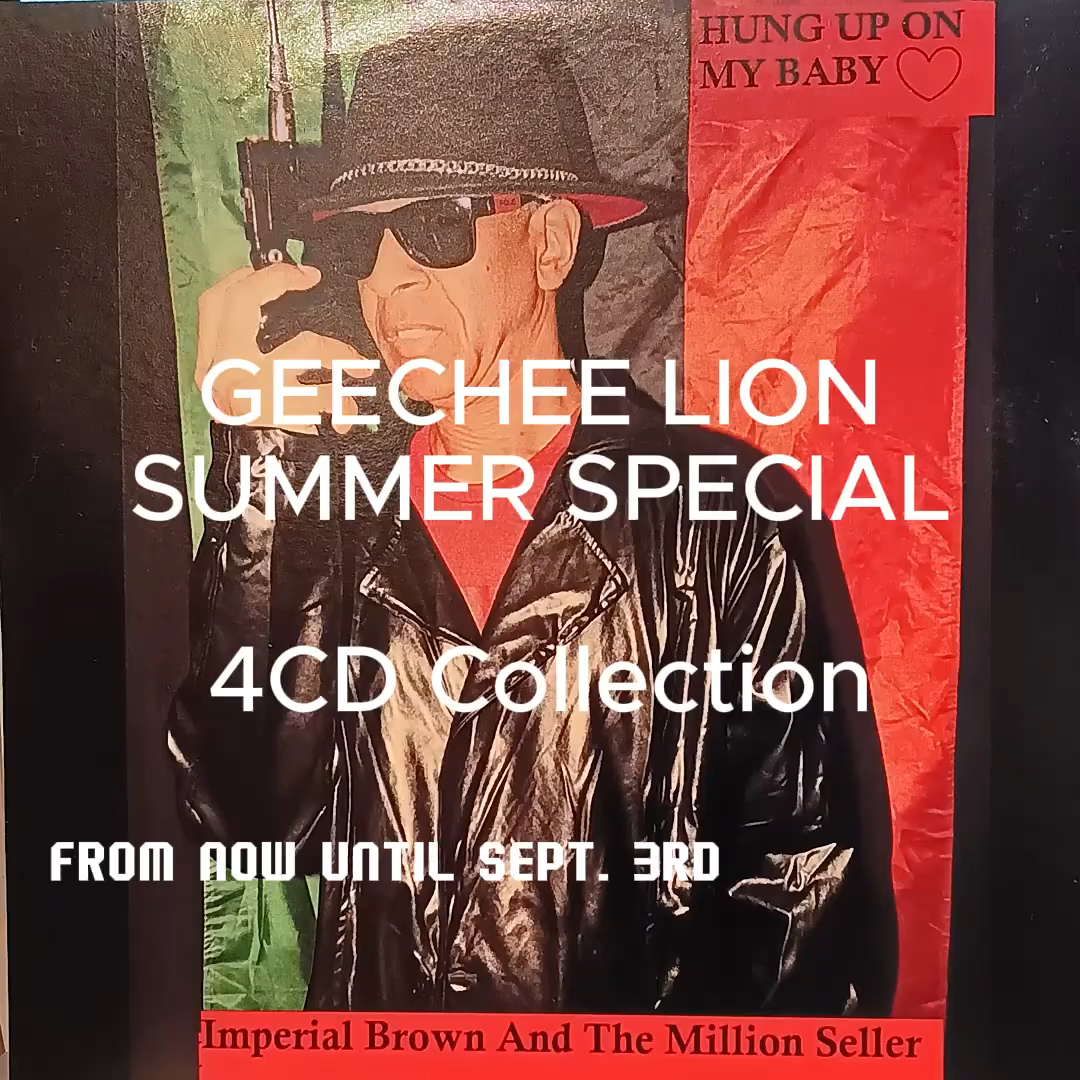 HUNG UP ON
MY BABY
GEECHEE LION
SUMMER SPECIAL
4CD Collection
FROM NOW UNTIL SEPT. 3RD
Imperial Brown And The Million Seller